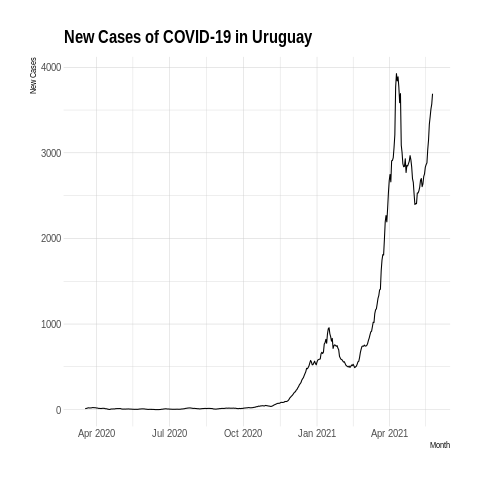 New Cases of COVID-19 in Uruguay
New Cases
4000
3000
2000
1000
0
Apr 2020 Jul 2020 Oct 2020 Jan 2021 Apr 2021
Month